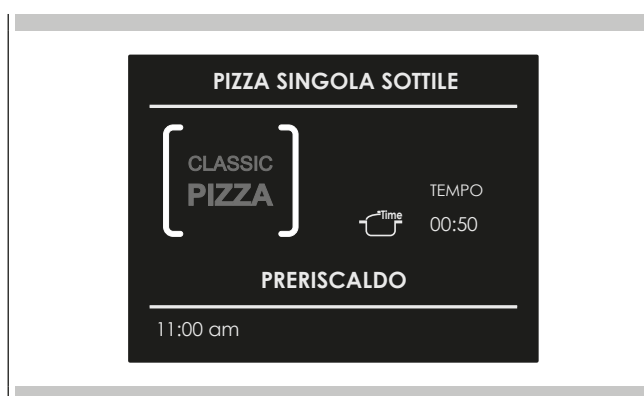 PIZZA SINGOLA SOTTILE
CLASSIC
PIZZA
TEMPO
Time
00:50
PRERISCALDO
11:00 am